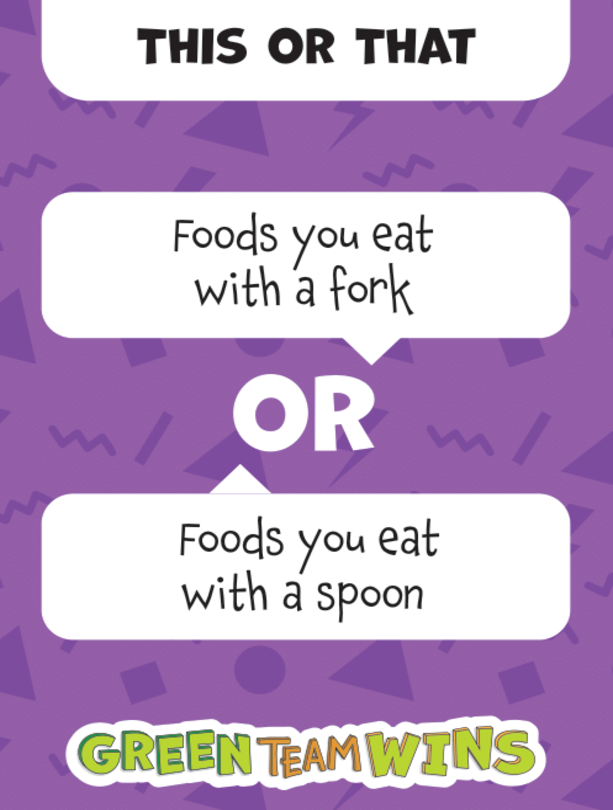 THIS OR THAT
Foods you eat
with a fork
OR
Foods you eat
with a spoon
GREEN TEAM WINS